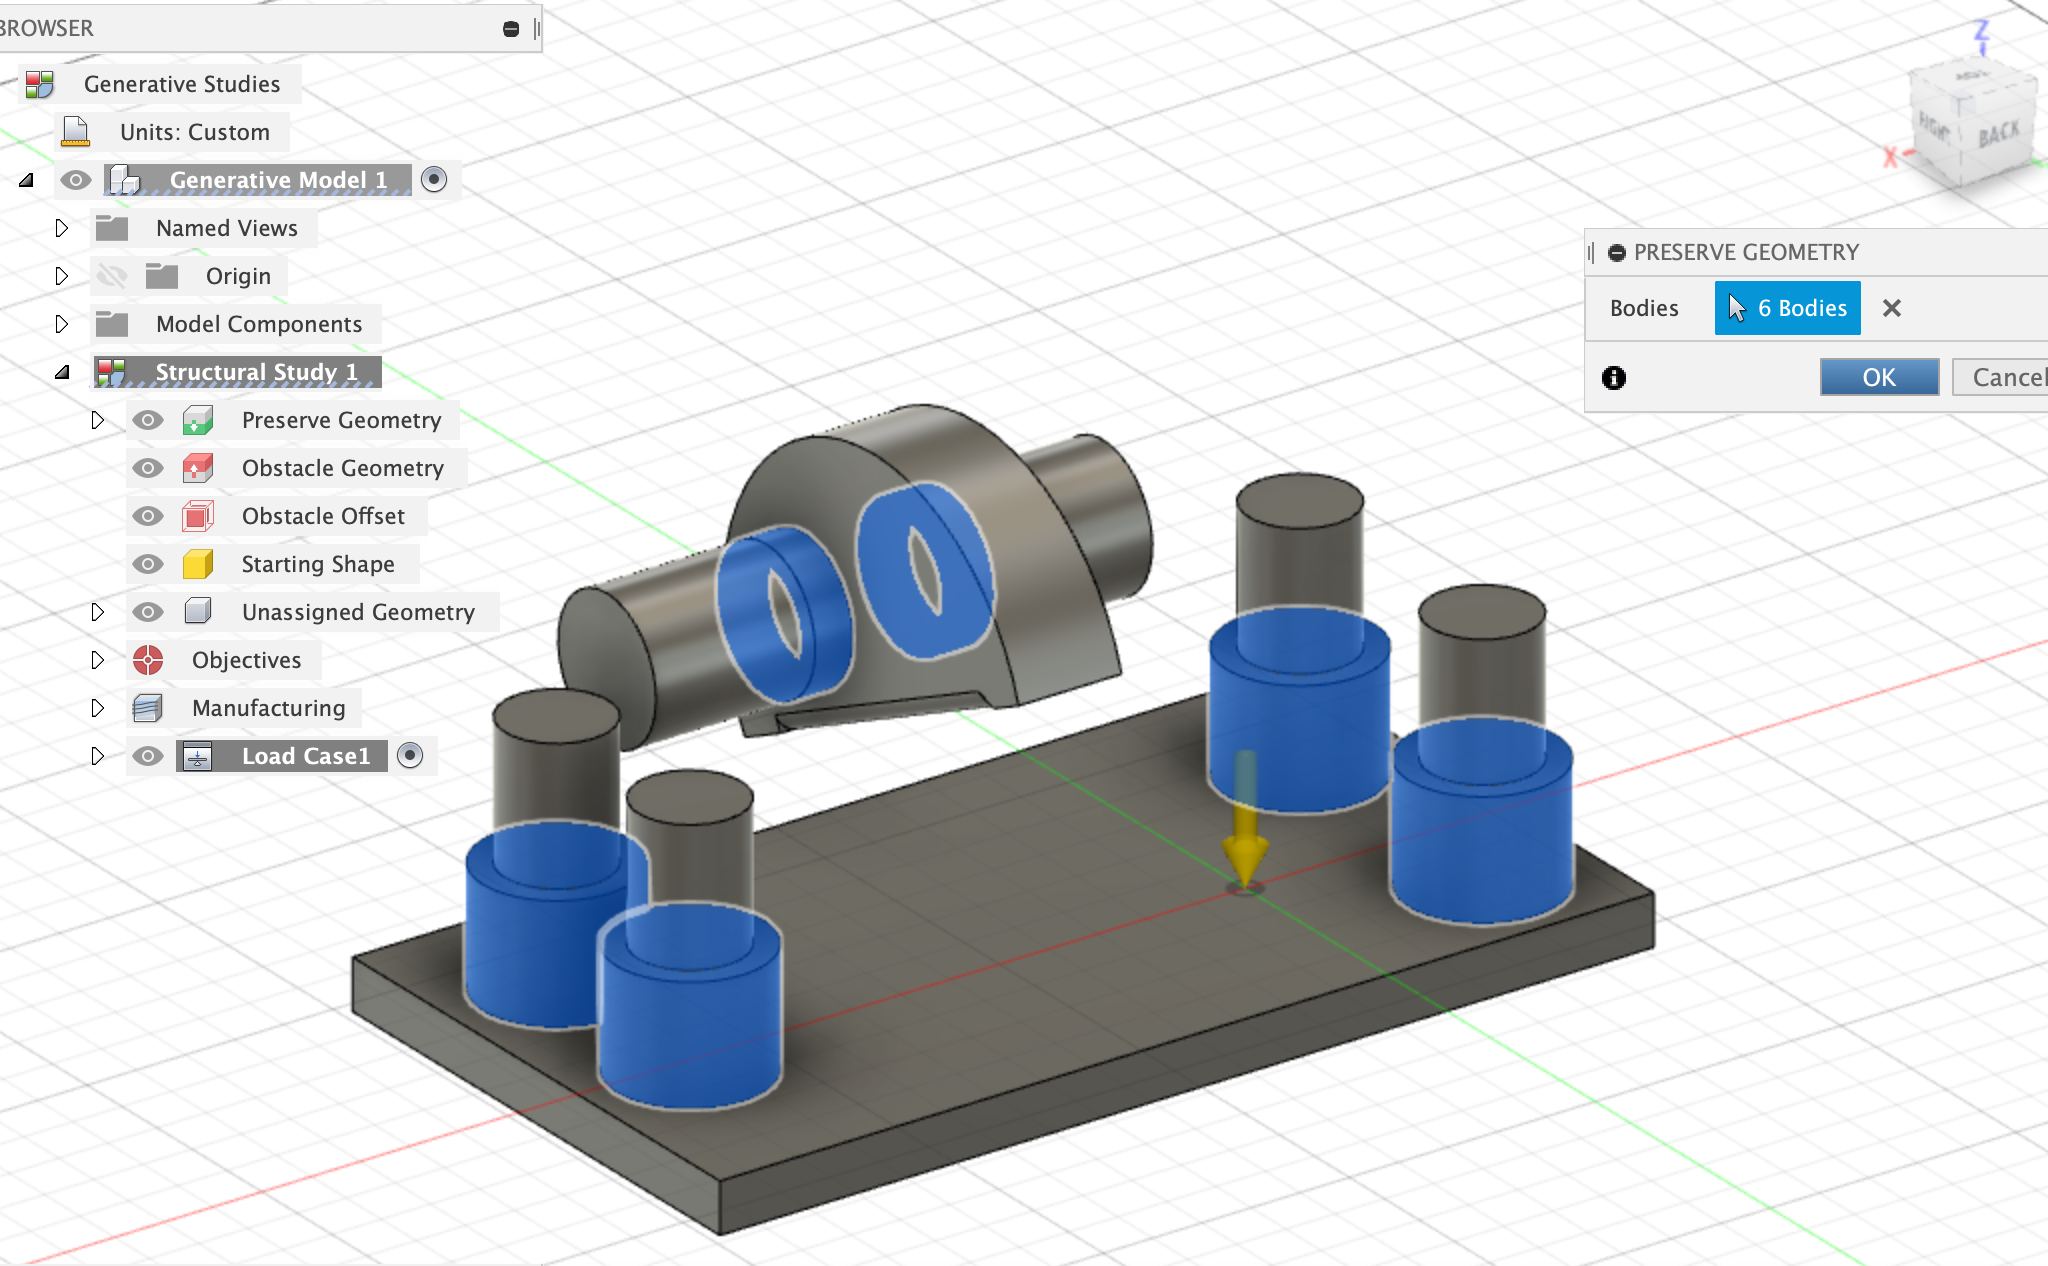 BROWSER
Generative Studies
Units: Custom
Generative Model 1
Named Views
Origin
Model Components
Structural Study 1
Preserve Geometry
Obstacle Geometry
Obstacle Offset
Starting Shape
Unassigned Geometry
Objectives
Manufacturing
Load Case1
Z
TOP
RIGHT
BACK
X
PRESERVE GEOMETRY
Bodies
6 Bodies
OK
Cancel